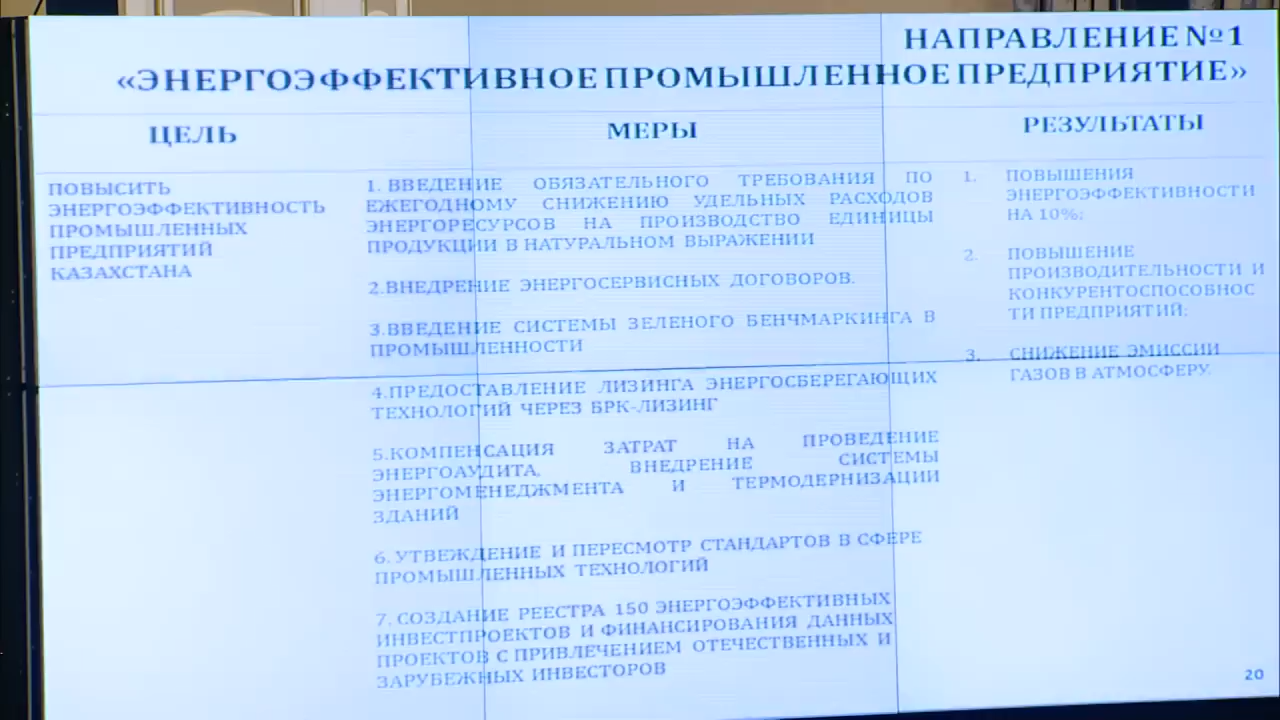 НАПРАВЛЕНИЕ №1
«ЭНЕРГОЭФФЕКТИВНОЕ ПРОМЫШЛЕННОЕ ПРЕДПРИЯТИЕ»
ЦЕЛЬ
ПОВЫСИТЬ
ЭНЕРГОЭФФЕКТИВНОСТЬ
ПРОМЫШЛЕННЫХ
ПРЕДПРИЯТИЙ
КАЗАХСТАНА
МЕРЫ
1. ВВЕДЕНИЕ ОБЯЗАТЕЛЬНОГО ТРЕБОВАНИЯ ПО
ЕЖЕГОДНОМУ СНИЖЕНИЮ УДЕЛЬНЫХ РАСХОДОВ
ЭНЕРГОРЕСУРСОВ НА ПРОИЗВОДСТВО ЕДИНИЦЫ
ПРОДУКЦИИ В НАТУРАЛЬНОМ ВЫРАЖЕНИИ
2.ВНЕДРЕНИЕ ЭНЕРГОСЕРВИСНЫХ ДОГОВОРОВ.
3.ВВЕДЕНИЕ СИСТЕМЫ ЗЕЛЕНОГО БЕНЧМАРКИНГА В
ПРОМЫШЛЕННОСТИ
4.ПРЕДОСТАВЛЕНИЕ ЛИЗИНГА ЭНЕРГОСБЕРЕГАЮЩИХ
ТЕХНОЛОГИЙ ЧЕРЕЗ БРК-ЛИЗИНГ
5.КОМПЕНСАЦИЯ ЗАТРАТ НА ПРОВЕДЕНИЕ
ЭНЕРГОАУДИТА, ВНЕДРЕНИЕ СИСТЕМЫ
ЭНЕРГОМЕНЕДЖМЕНТА И ТЕРМОДЕРНИЗАЦИИ
ЗДАНИЙ
6. УТВЕЖДЕНИЕ И ПЕРЕСМОТР СТАНДАРТОВ В СФЕРЕ
ПРОМЫШЛЕННЫХ ТЕХНОЛОГИЙ
7. СОЗДАНИЕ РЕЕСТРА 150 ЭНЕРГОЭФФЕКТИВНЫХ
ИНВЕСТПРОЕКТОВ И ФИНАНСИРОВАНИЯ ДАННЫХ
ПРОЕКТОВ С ПРИВЛЕЧЕНИЕМ ОТЕЧЕСТВЕННЫХ И
ЗАРУБЕЖНЫХ ИНВЕСТОРОВ
РЕЗУЛЬТАТЫ
1. ПОВЫШЕНИЯ
ЭНЕРГОЭФФЕКТИВНОСТИ
НА 10%;
2. ПОВЫШЕНИЕ
ПРОИЗВОДИТЕЛЬНОСТИ И
КОНКУРЕНТОСПОСОБНОС
ТИ ПРЕДПРИЯТИЙ;
3. СНИЖЕНИЕ ЭМИССИИ
ГАЗОВ В АТМОСФЕРУ.
20